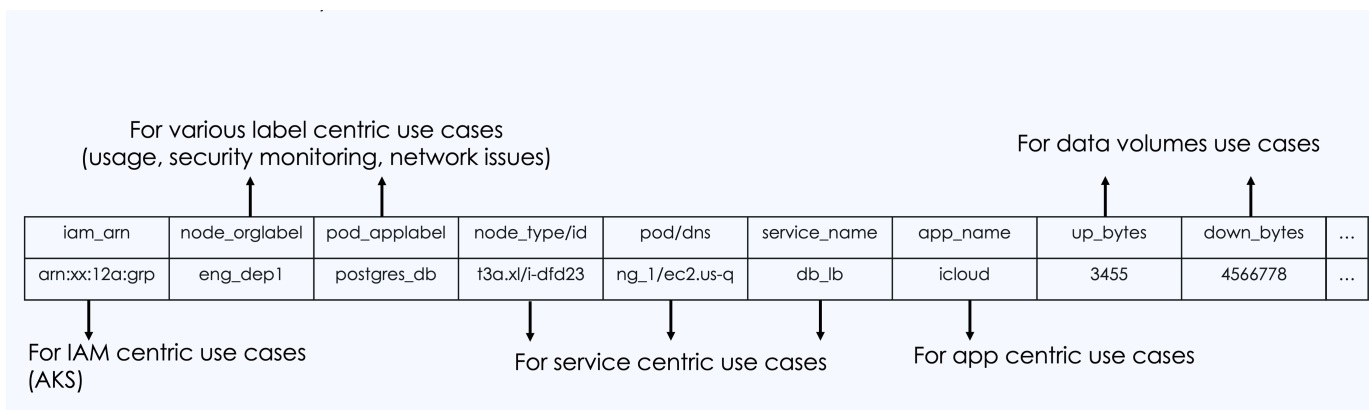 For various label centric use cases
(usage, security monitoring, network issues)
For data volumes use cases
iam_arn node_orglabel pod_applabel node_type/id pod/dns service_name app_name up_bytes down_bytes ...
arn:xx:12a:grp eng_dep1 postgres_db t3a.xl/i-dfd23 ng_1/ec2.us-q db_lb icloud 3455 4566778 ...
For IAM centric use cases
(AKS)
For service centric use cases
For app centric use cases